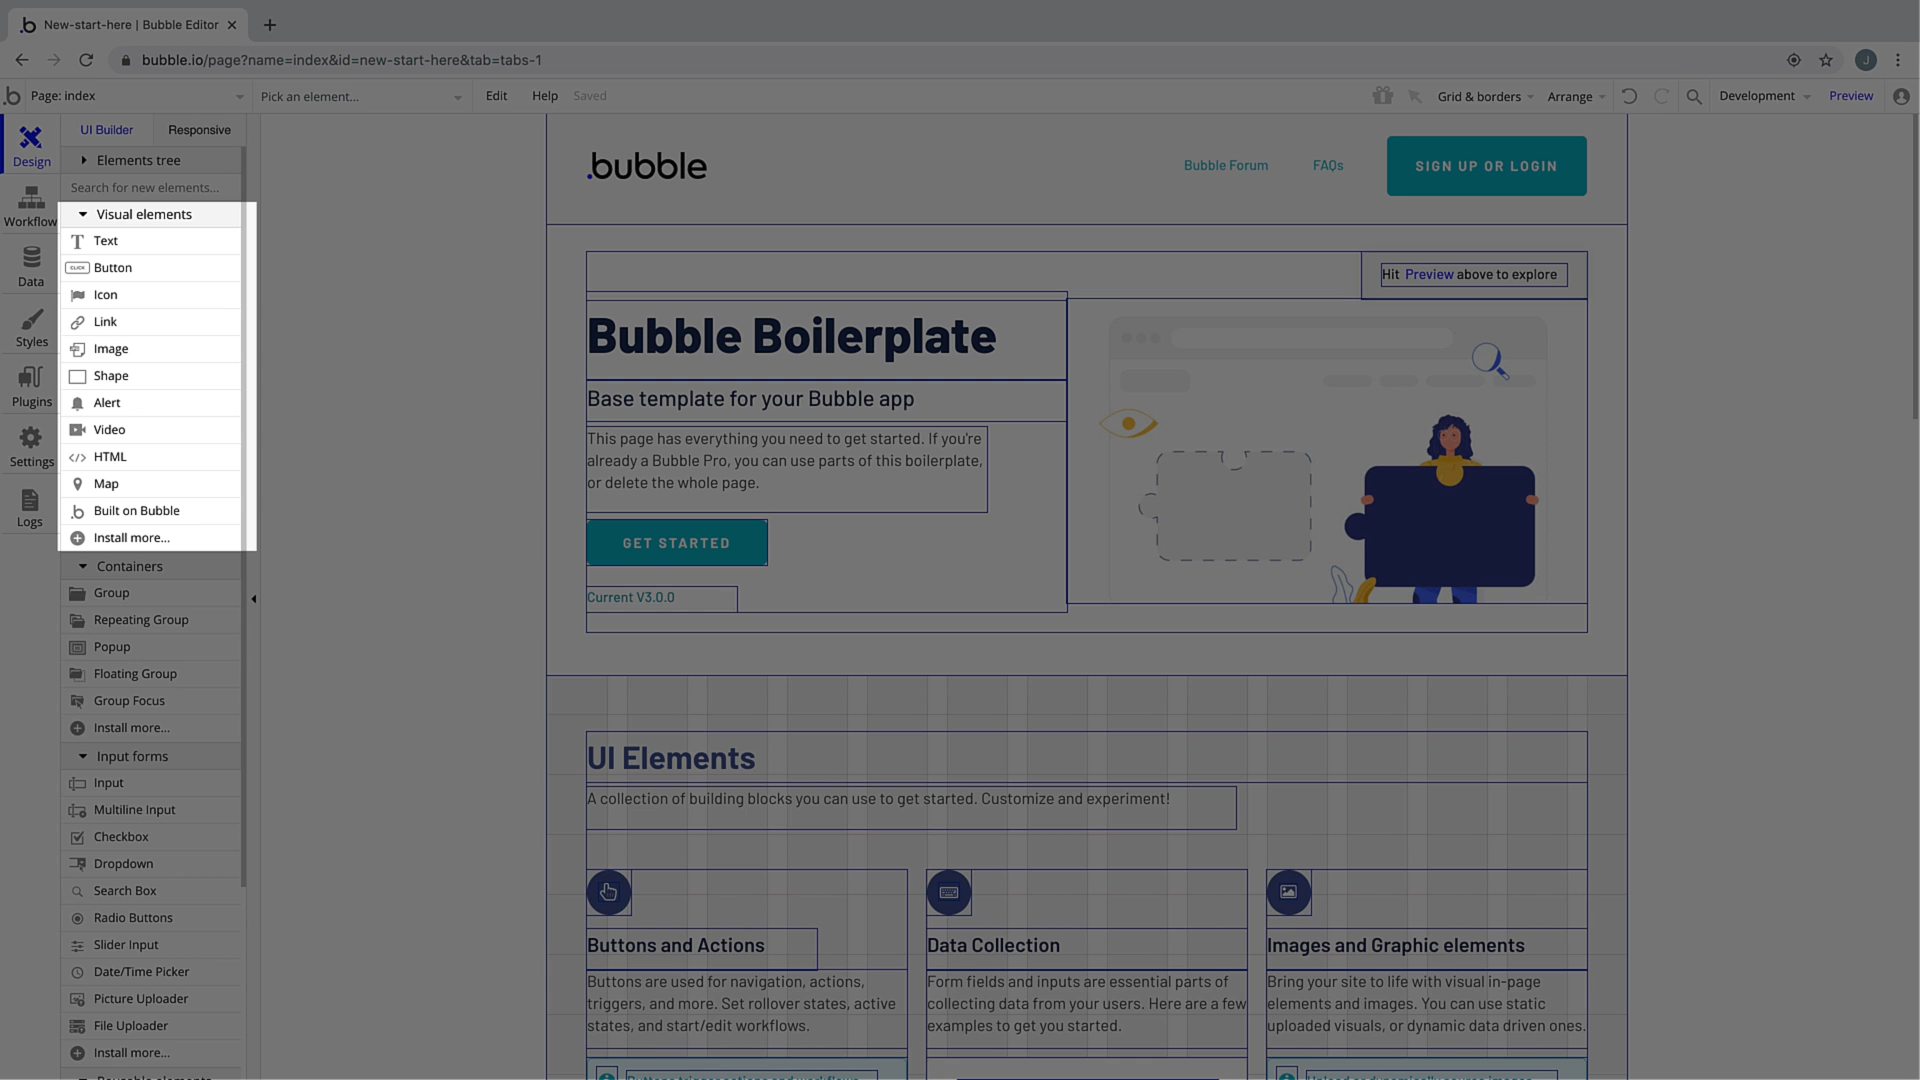 New-start-here | Bubble Editor
bubble.io/page?name=index&id=new-start-here&tab=tabs-1
J
Page: index
Pick an element...
Edit
Help
Saved
Grid & borders
Arrange
Development
Preview
Design
Workflow
Data
Styles
Plugins
Settings
Logs
UI Builder
Responsive
Elements tree
Search for new elements...
Visual elements
Text
CLICK
Button
Icon
Link
Image
Shape
Alert
Video
HTML
Map
Built on Bubble
Install more...
Containers
Group
Repeating Group
Popup
Floating Group
Group Focus
Install more...
Input forms
Input
Multiline Input
Checkbox
Dropdown
Search Box
Radio Buttons
Slider Input
Date/Time Picker
Picture Uploader
File Uploader
Install more...
.bubble
Bubble Forum
FAQs
SIGN UP OR LOGIN
Hit Preview above to explore
Bubble Boilerplate
Base template for your Bubble app
This page has everything you need to get started. If you're
already a Bubble Pro, you can use parts of this boilerplate,
or delete the whole page.
GET STARTED
Current V3.0.0
UI Elements
A collection of building blocks you can use to get started. Customize and experiment!
Buttons and Actions
Buttons are used for navigation, actions,
triggers, and more. Set rollover states, active
states, and start/edit workflows.
Data Collection
Form fields and inputs are essential parts of
collecting data from your users. Here are a few
examples to get you started.
Images and Graphic elements
Bring your site to life with visual in-page
elements and images. You can use static
uploaded visuals, or dynamic data driven ones.